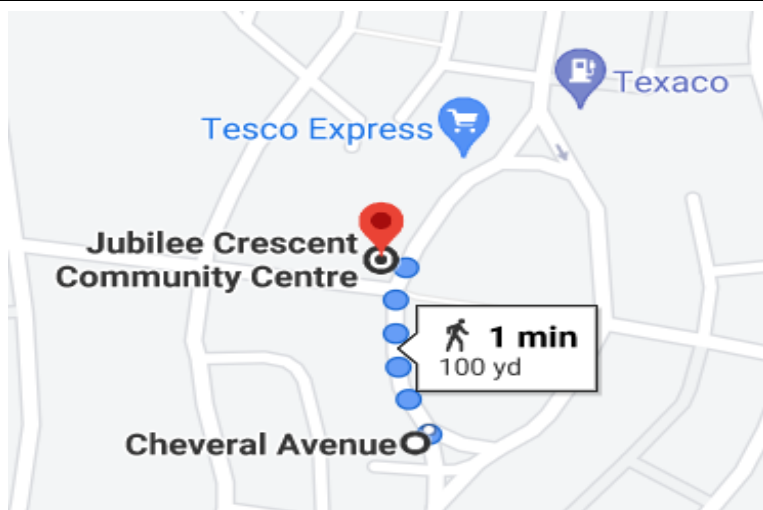 Texaco
Tesco Express
Jubilee Crescent
Community Centre
1 min
100 yd
Cheveral Avenue